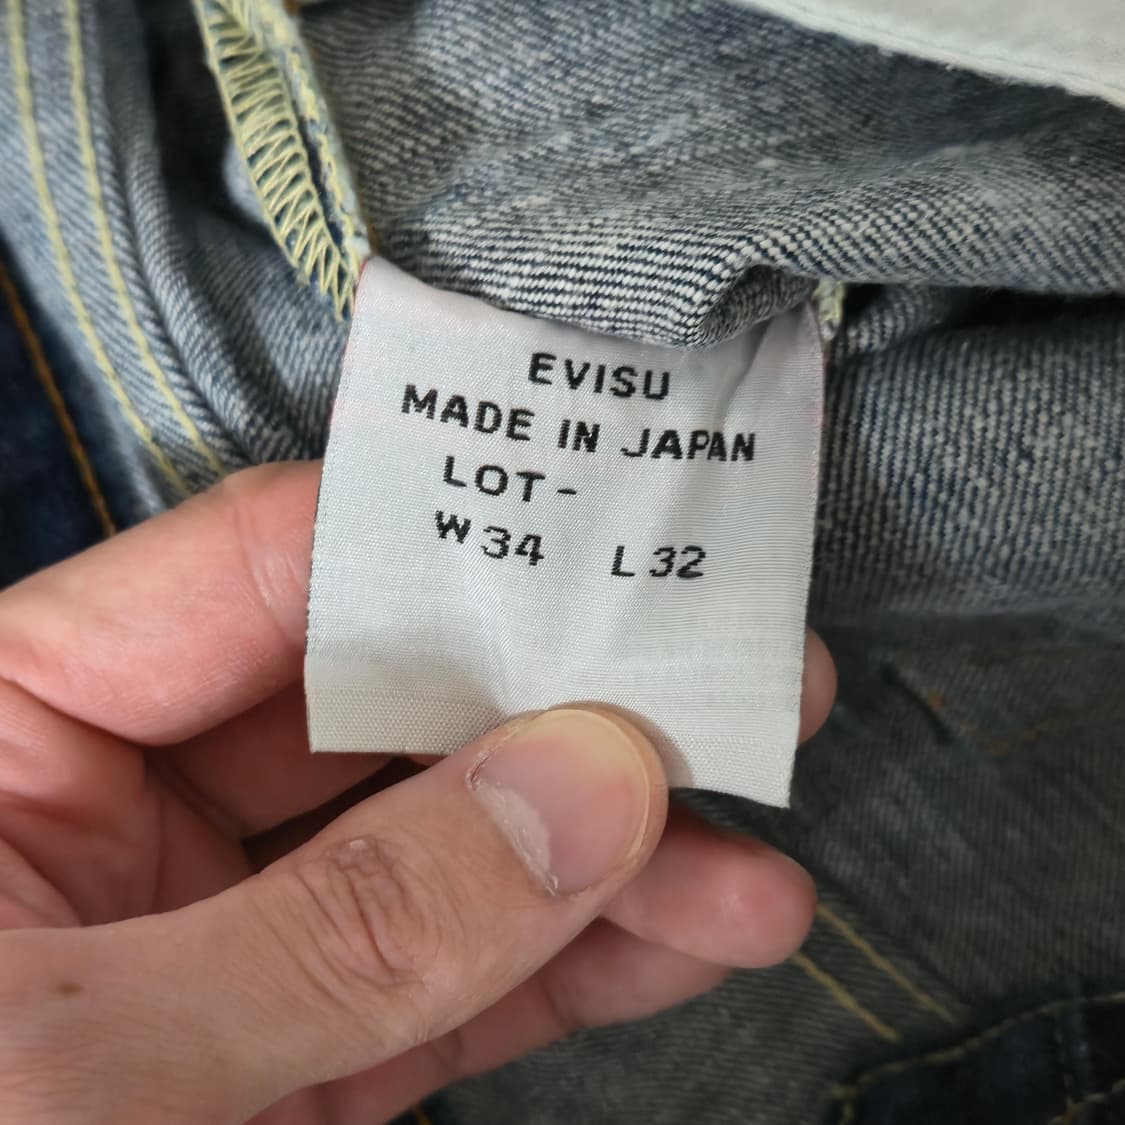 EVISU
MADE IN JAPAN
LOT-
W34 L32